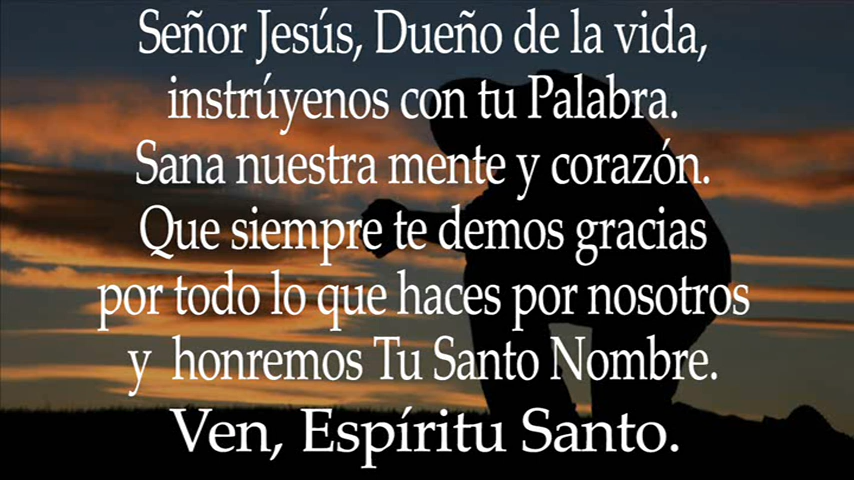 Señor Jesús, Dueño de la vida,
instrúyenos con tu Palabra.
Sana nuestra mente y corazón.
Que siempre te demos gracias
por todo lo que haces por nosotros
y honremos Tu Santo Nombre.
Ven, Espíritu Santo.